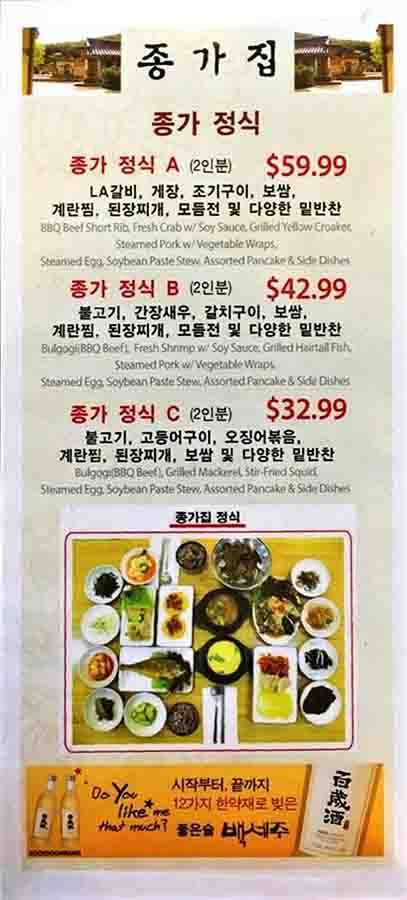 종가집
종가 정식
종가 정식 A (2인분) $59.99
LA갈비, 게장, 조기구이, 보쌈,
계란찜, 된장찌개, 모듬전 및 다양한 밑반찬
BBQ Beef Short Rib, Fresh Crab w/ Soy Sauce, Grilled Yellow Croaker,
Steamed Pork w/ Vegetable Wraps,
Steamed Egg, Soybean Paste Stew, Assorted Pancake & Side Dishes
종가 정식 B (2인분) $42.99
불고기, 간장새우, 갈치구이, 보쌈,
계란찜, 된장찌개, 모듬전 및 다양한 밑반찬
Bulgogi(BBQ Beef), Fresh Shrimp w/ Soy Sauce, Grilled Hairtail Fish,
Steamed Pork w/ Vegetable Wraps,
Steamed Egg, Soybean Paste Stew, Assorted Pancake & Side Dishes
종가 정식 C (2인분) $32.99
불고기, 고등어구이, 오징어볶음,
계란찜, 된장찌개, 보쌈 및 다양한 밑반찬
Bulgogi(BBQ Beef), Grilled Mackerel, Stir-Fried Squid,
Steamed Egg, Soybean Paste Stew, Assorted Pancake & Side Dishes
종가집 정식
Do You
like me
that much?
시작부터, 끝까지
12가지 한약재로 빚은
좋은술 백세주
百歲酒